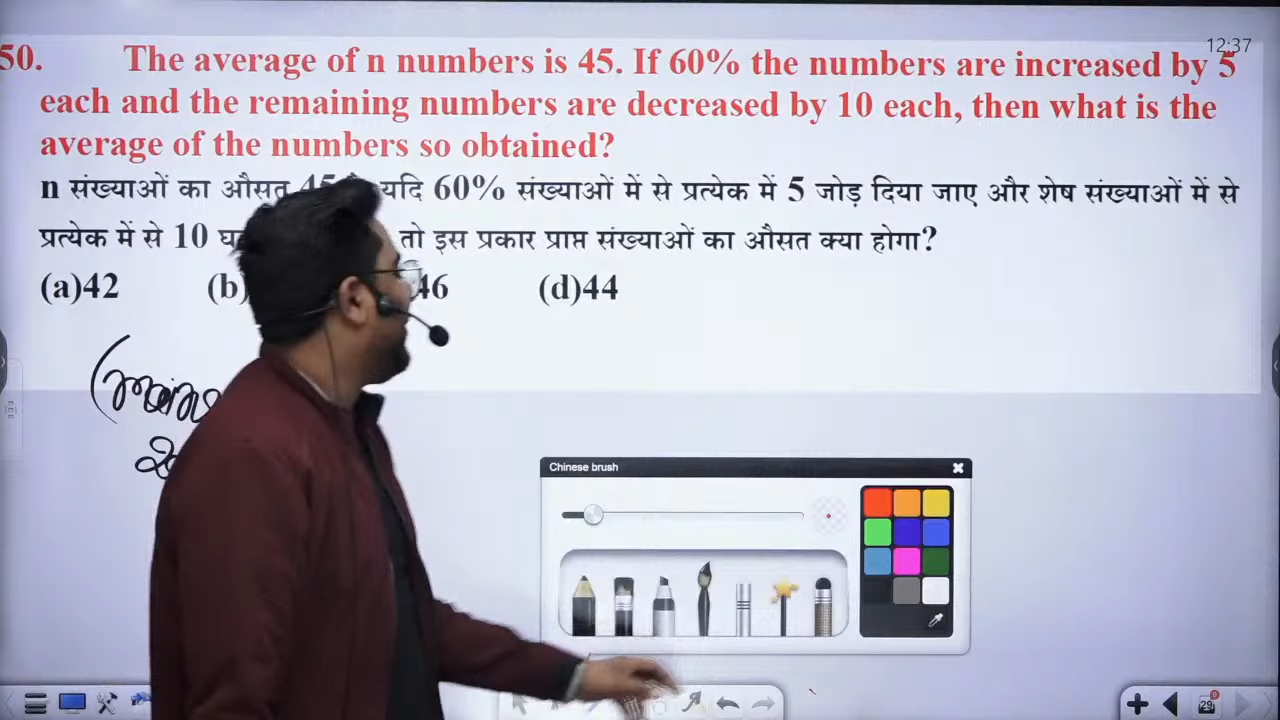 12:37
50. The average of n numbers is 45. If 60% the numbers are increased by 5
each and the remaining numbers are decreased by 10 each, then what is the
average of the numbers so obtained?
n संख्याओं का औसत 45 यदि 60% संख्याओं में से प्रत्येक में 5 जोड़ दिया जाए और शेष संख्याओं में से
प्रत्येक में से 10 तो इस प्रकार प्राप्त संख्याओं का औसत क्या होगा?
(a)42 (b) 46 (d)44
Chinese brush